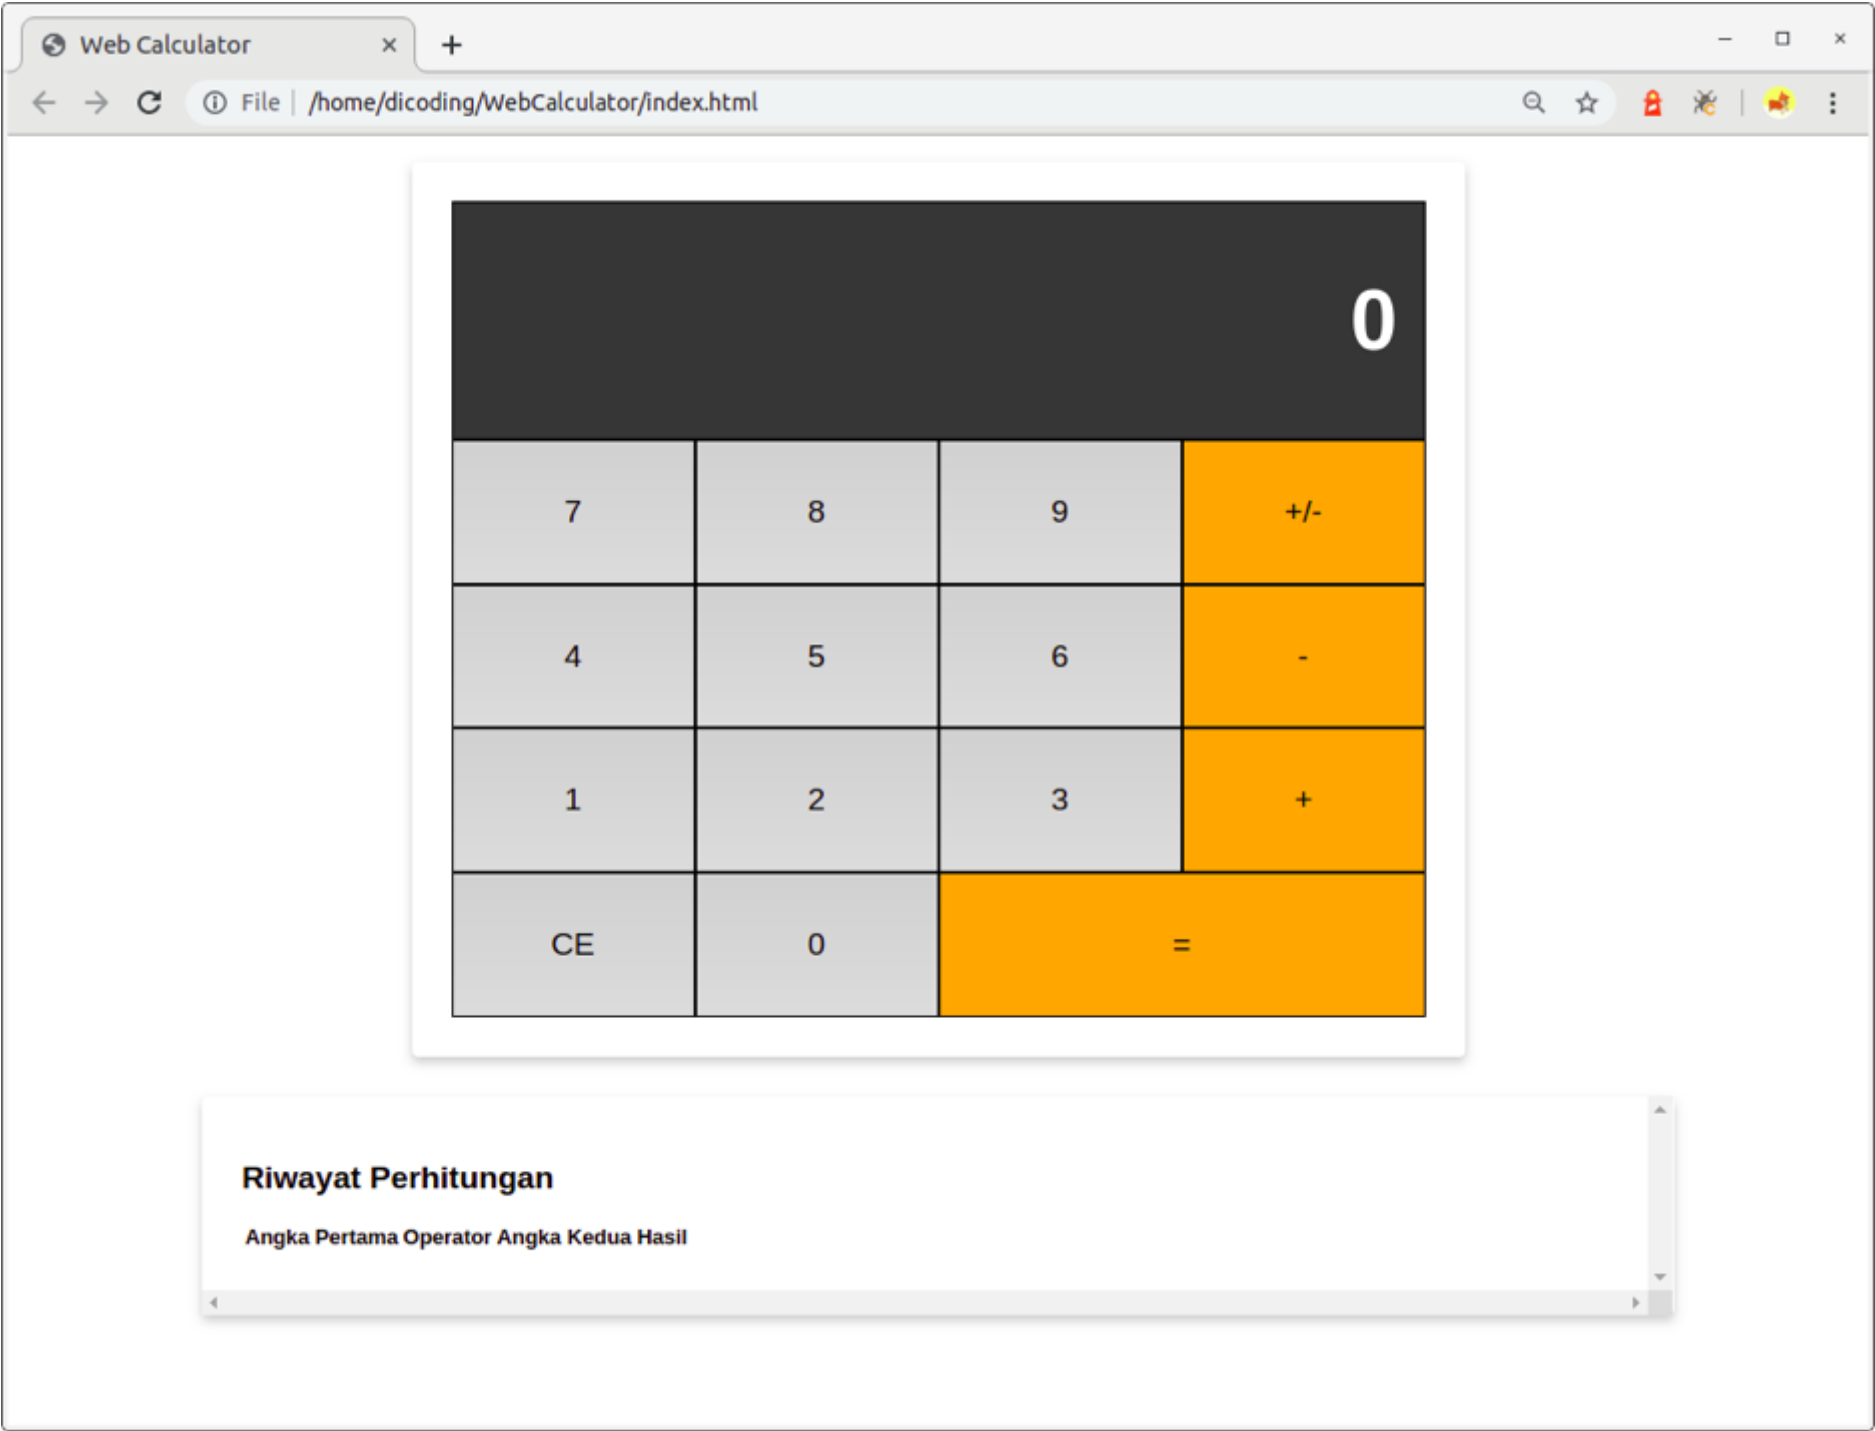 Web Calculator
File /home/dicoding/WebCalculator/index.html
0
7 8 9 +/-
4 5 6 -
1 2 3 +
CE 0 =
Riwayat Perhitungan
Angka Pertama Operator Angka Kedua Hasil